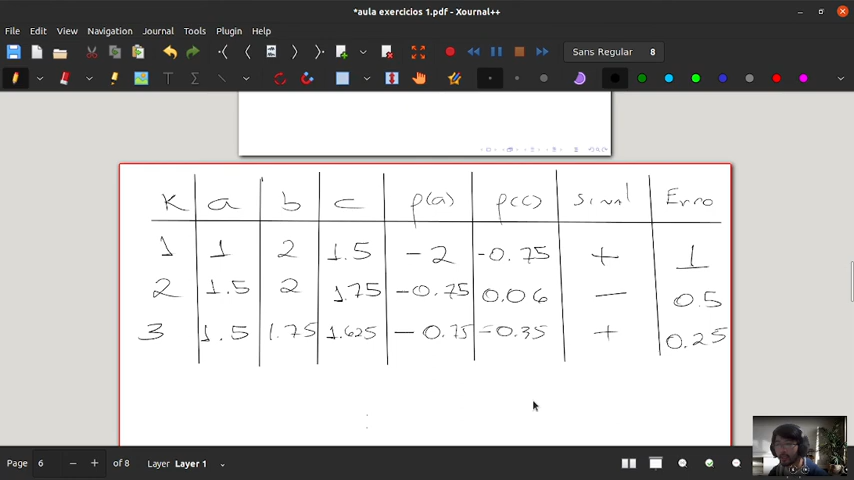 *aula exercicios 1.pdf - Xournal++
File Edit View Navigation Journal Tools Plugin Help
Sans Regular 8
K a b c p(a) p(c) sinal Erro
1 1 2 1.5 -2 -0.75 + 1
2 1.5 2 1.75 -0.75 0.06 - 0.5
3 1.5 1.75 1.625 -0.75 -0.35 + 0.25
Page 6 of 8 Layer Layer 1